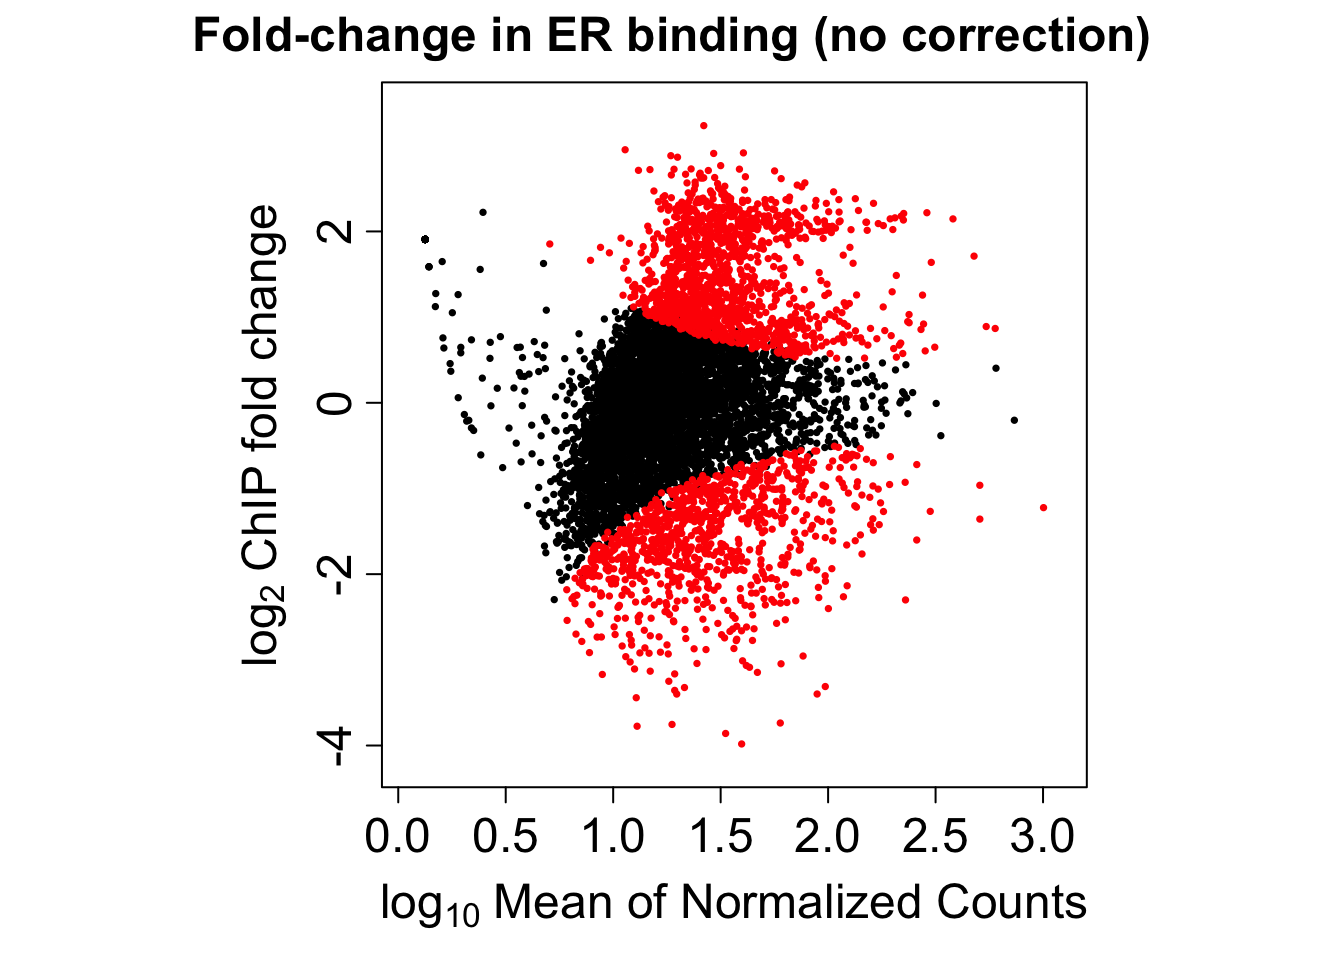 Fold-change in ER binding (no correction)
log2 ChIP fold change
2
0
-2
-4
0.0 0.5 1.0 1.5 2.0 2.5 3.0
log10 Mean of Normalized Counts